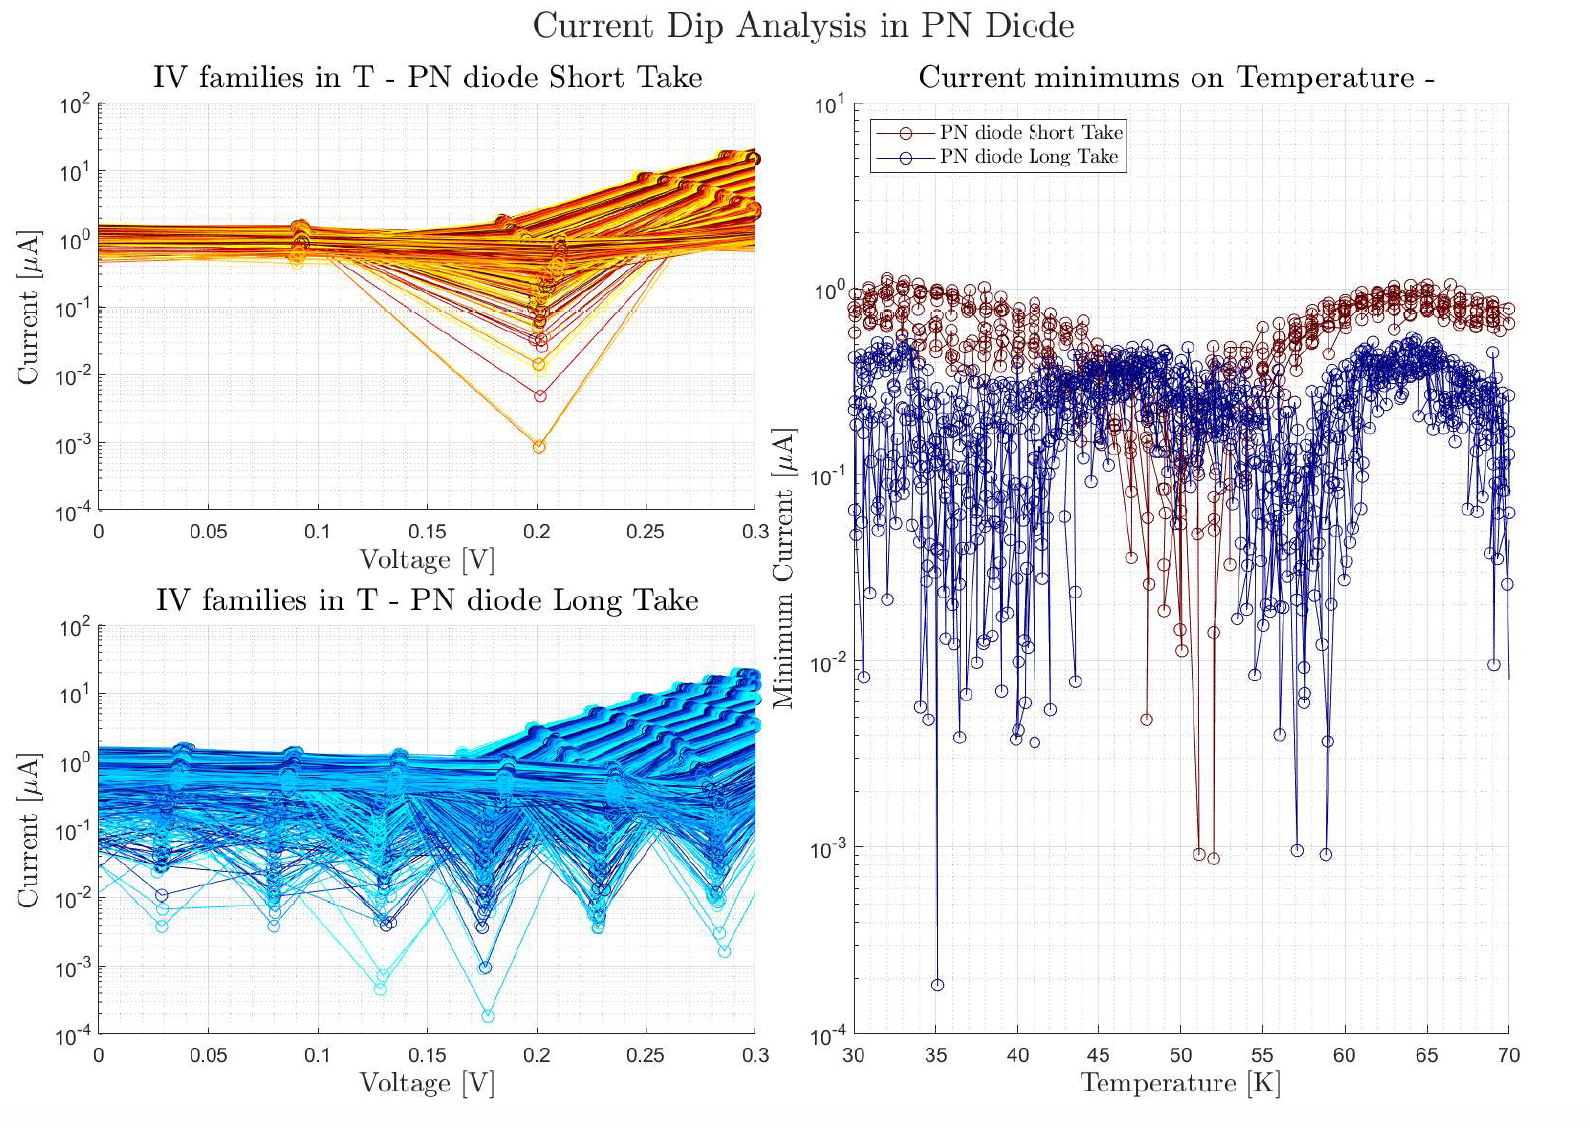 Current Dip Analysis in PN Diode
IV families in T - PN diode Short Take
10^2
10^1
10^0
10^-1
10^-2
10^-3
10^-4
Current [μA]
0 0.05 0.1 0.15 0.2 0.25 0.3
Voltage [V]
IV families in T - PN diode Long Take
10^2
10^1
10^0
10^-1
10^-2
10^-3
10^-4
Current [μA]
0 0.05 0.1 0.15 0.2 0.25 0.3
Voltage [V]
Current minimums on Temperature -
PN diode Short Take
PN diode Long Take
10^1
10^0
10^-1
10^-2
10^-3
10^-4
Minimum Current [μA]
30 35 40 45 50 55 60 65 70
Temperature [K]